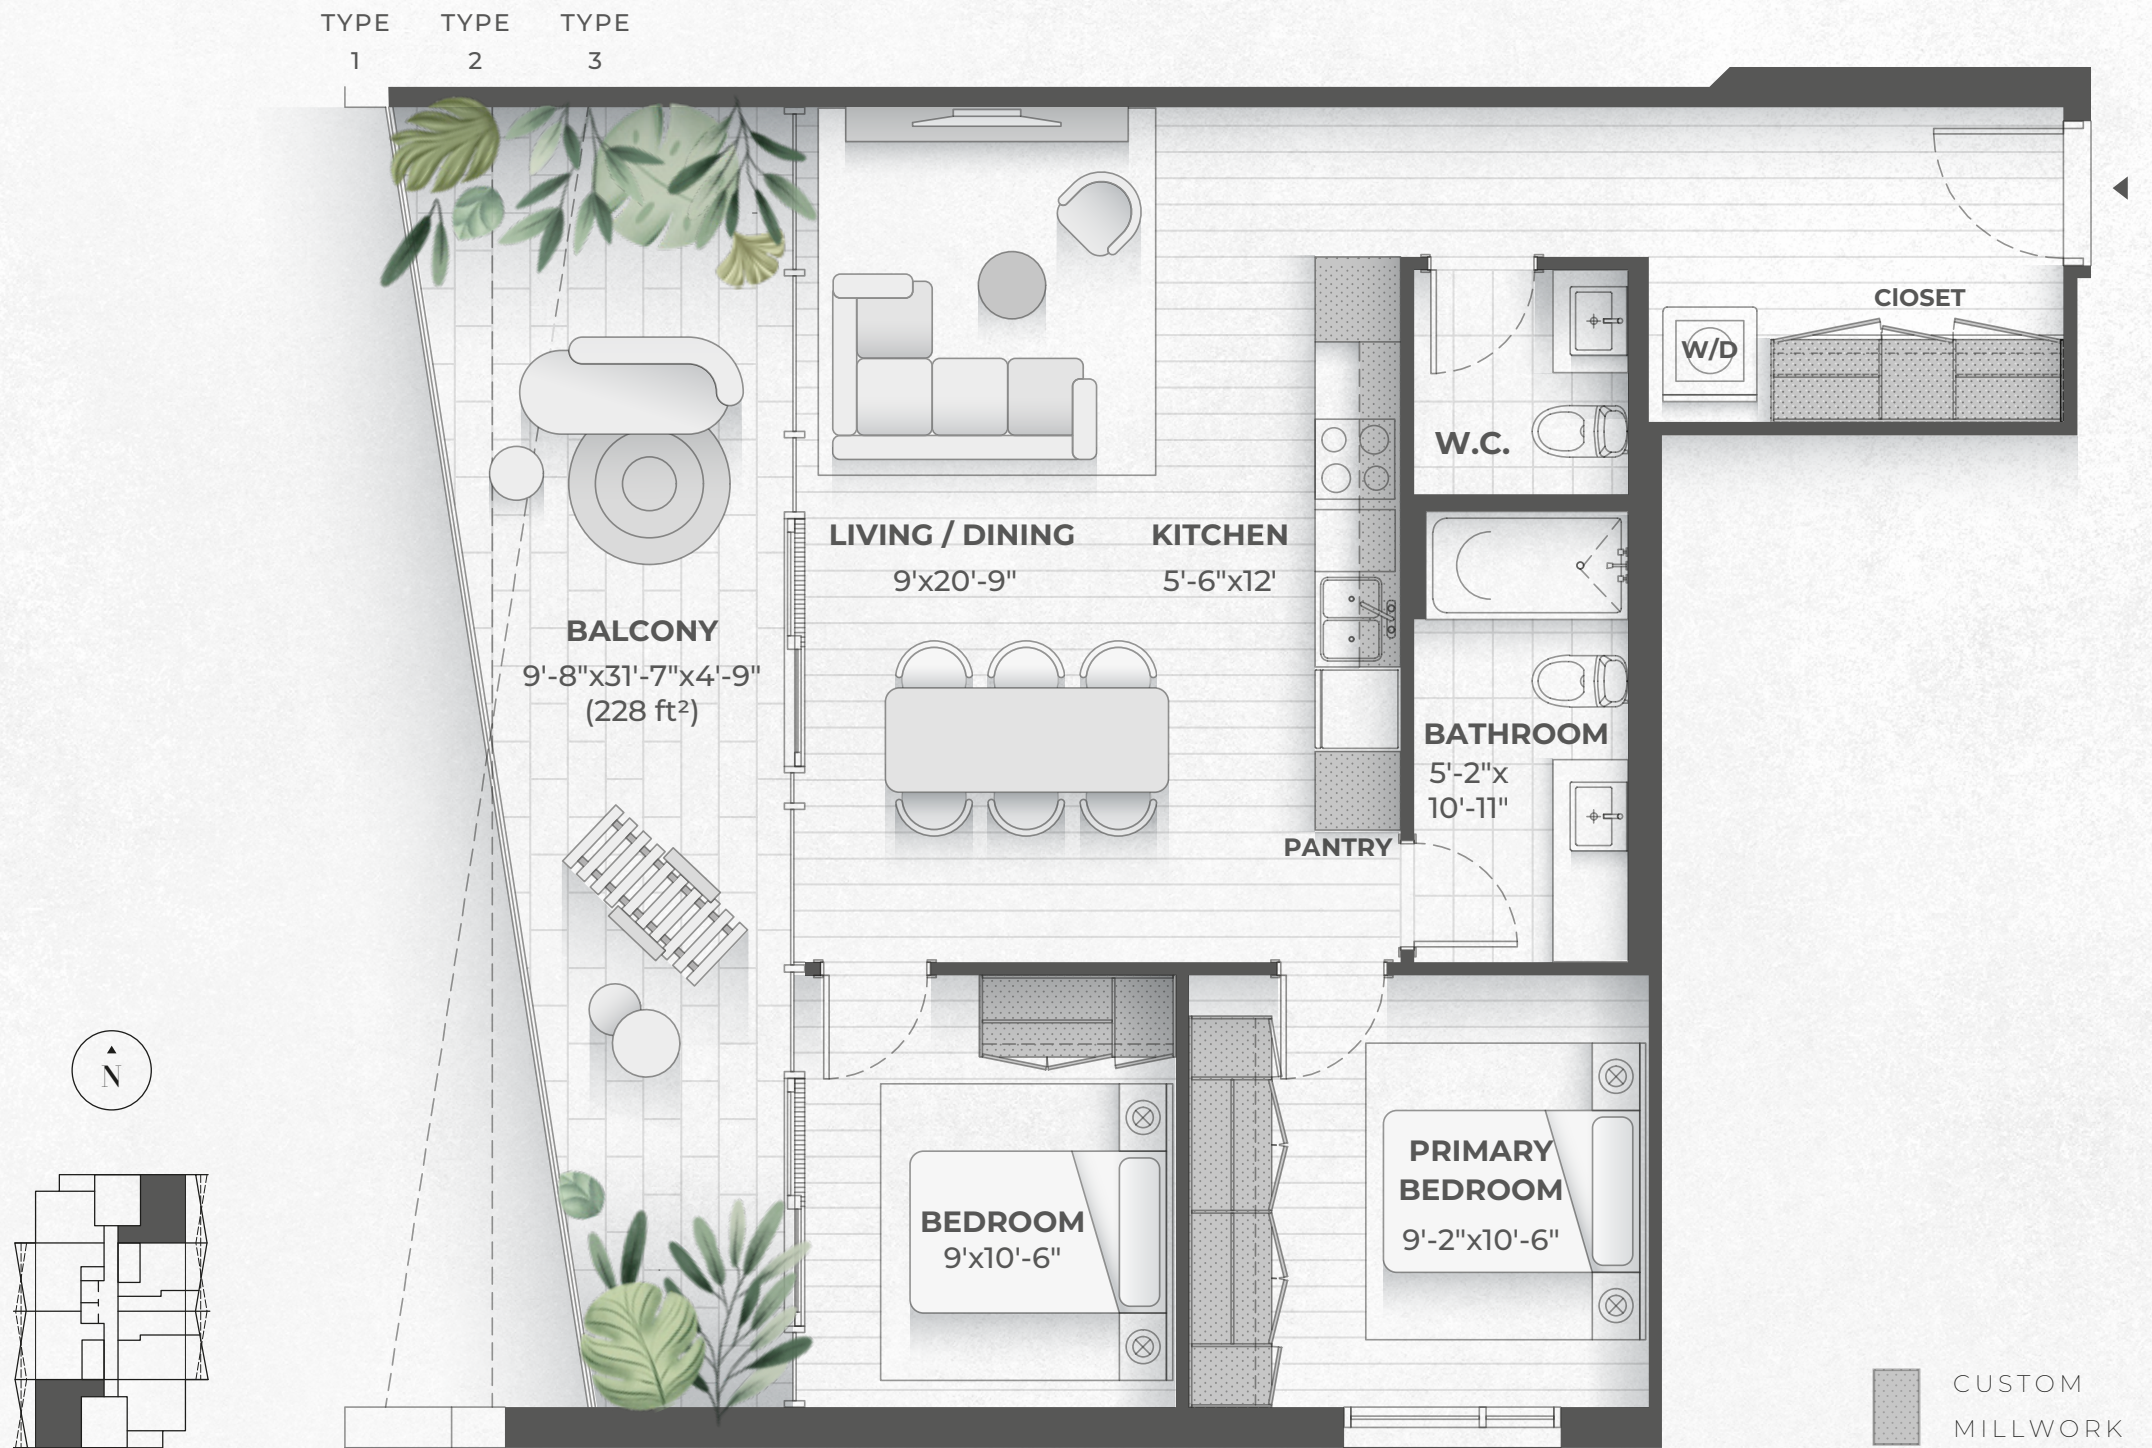 TYPE
1
TYPE
2
TYPE
3
ClOSET
W/D
W.C.
LIVING / DINING
9'x20'-9"
KITCHEN
5'-6"x12'
BALCONY
9'-8"x31'-7"x4'-9"
(228 ft²)
BATHROOM
5'-2"x
10'-11"
PANTRY
N
BEDROOM
9'x10'-6"
PRIMARY
BEDROOM
9'-2"x10'-6"
CUSTOM
MILLWORK